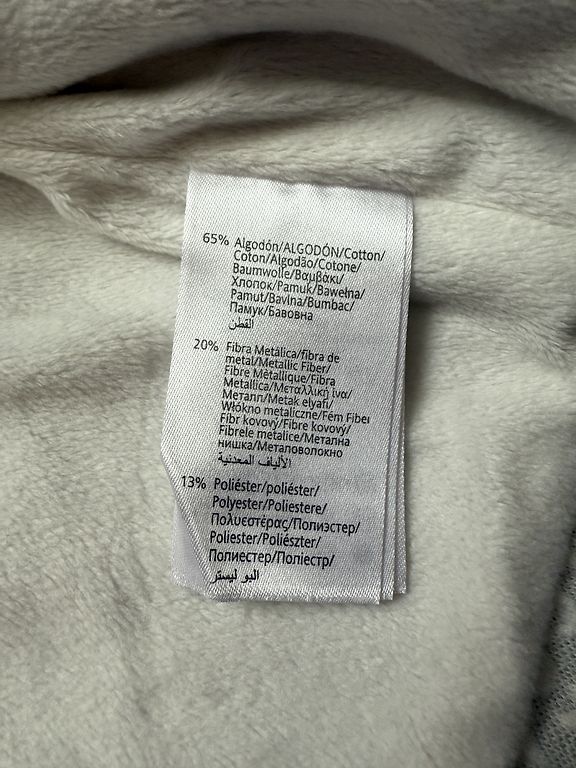 65% Algodón/ALGODÓN/Cotton/
Coton/Algodão/Cotone/
Baumwolle/Βαμβάκι/
Хлопок/Pamuk/Bawełna/
Pamut/Bavlna/Bumbac/
Памук/Бавовна
القطن
20% Fibra Metálica/fibra de
metal/Metallic Fiber/
Fibre Métallique/Fibra
Metallica/Μεταλλική ίνα/
Металл/Metak elyafi/
Włókno metaliczne/Fém Fiber
Fibr kovový/Fibre kovový/
Fibrele metalice/Метална
нишка/Металоволокно
الألياف المعدنية
13% Poliéster/poliéster/
Polyester/Poliestere/
Πολυεστέρας/Полиэстер/
Poliester/Poliészter/
Полиестер/Поліестр/
البو ليستر